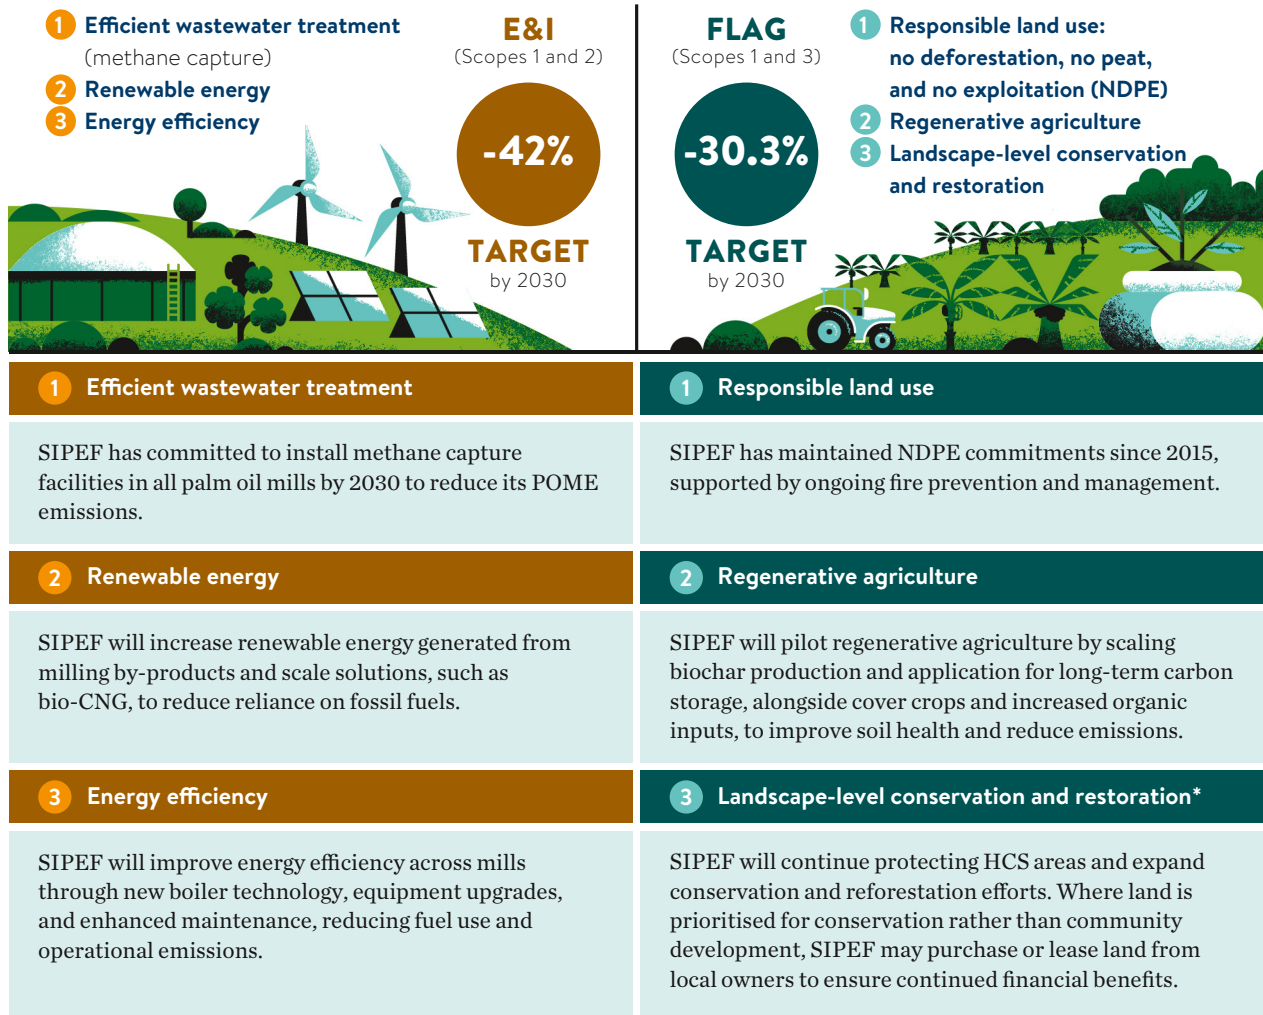 1 Efficient wastewater treatment
(methane capture)
2 Renewable energy
3 Energy efficiency
E&I
(Scopes 1 and 2)
-42%
TARGET
by 2030
FLAG
(Scopes 1 and 3)
-30.3%
TARGET
by 2030
1 Responsible land use:
no deforestation, no peat,
and no exploitation (NDPE)
2 Regenerative agriculture
3 Landscape-level conservation
and restoration
1 Efficient wastewater treatment
SIPEF has committed to install methane capture
facilities in all palm oil mills by 2030 to reduce its POME
emissions.
1 Responsible land use
SIPEF has maintained NDPE commitments since 2015,
supported by ongoing fire prevention and management.
2 Renewable energy
SIPEF will increase renewable energy generated from
milling by-products and scale solutions, such as
bio-CNG, to reduce reliance on fossil fuels.
2 Regenerative agriculture
SIPEF will pilot regenerative agriculture by scaling
biochar production and application for long-term carbon
storage, alongside cover crops and increased organic
inputs, to improve soil health and reduce emissions.
3 Energy efficiency
SIPEF will improve energy efficiency across mills
through new boiler technology, equipment upgrades,
and enhanced maintenance, reducing fuel use and
operational emissions.
3 Landscape-level conservation and restoration*
SIPEF will continue protecting HCS areas and expand
conservation and reforestation efforts. Where land is
prioritised for conservation rather than community
development, SIPEF may purchase or lease land from
local owners to ensure continued financial benefits.